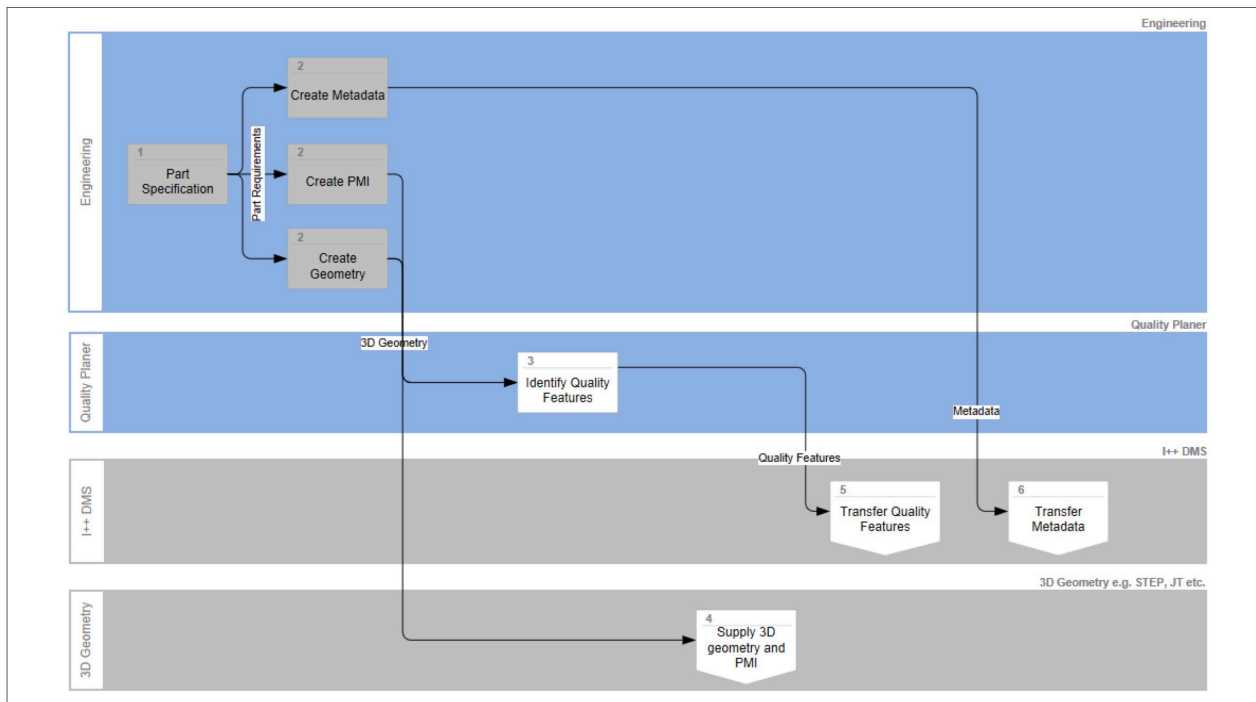 Engineering
Engineering
2
Create Metadata
Part Requirements
1
Part
Specification
2
Create PMI
2
Create
Geometry
Quality Planer
Quality Planer
3D Geometry
3
Identify Quality
Features
Metadata
I++ DMS
Quality Features
I++ DMS
5
Transfer Quality
Features
6
Transfer
Metadata
3D Geometry e.g. STEP, JT etc.
3D Geometry
4
Supply 3D
geometry and
PMI